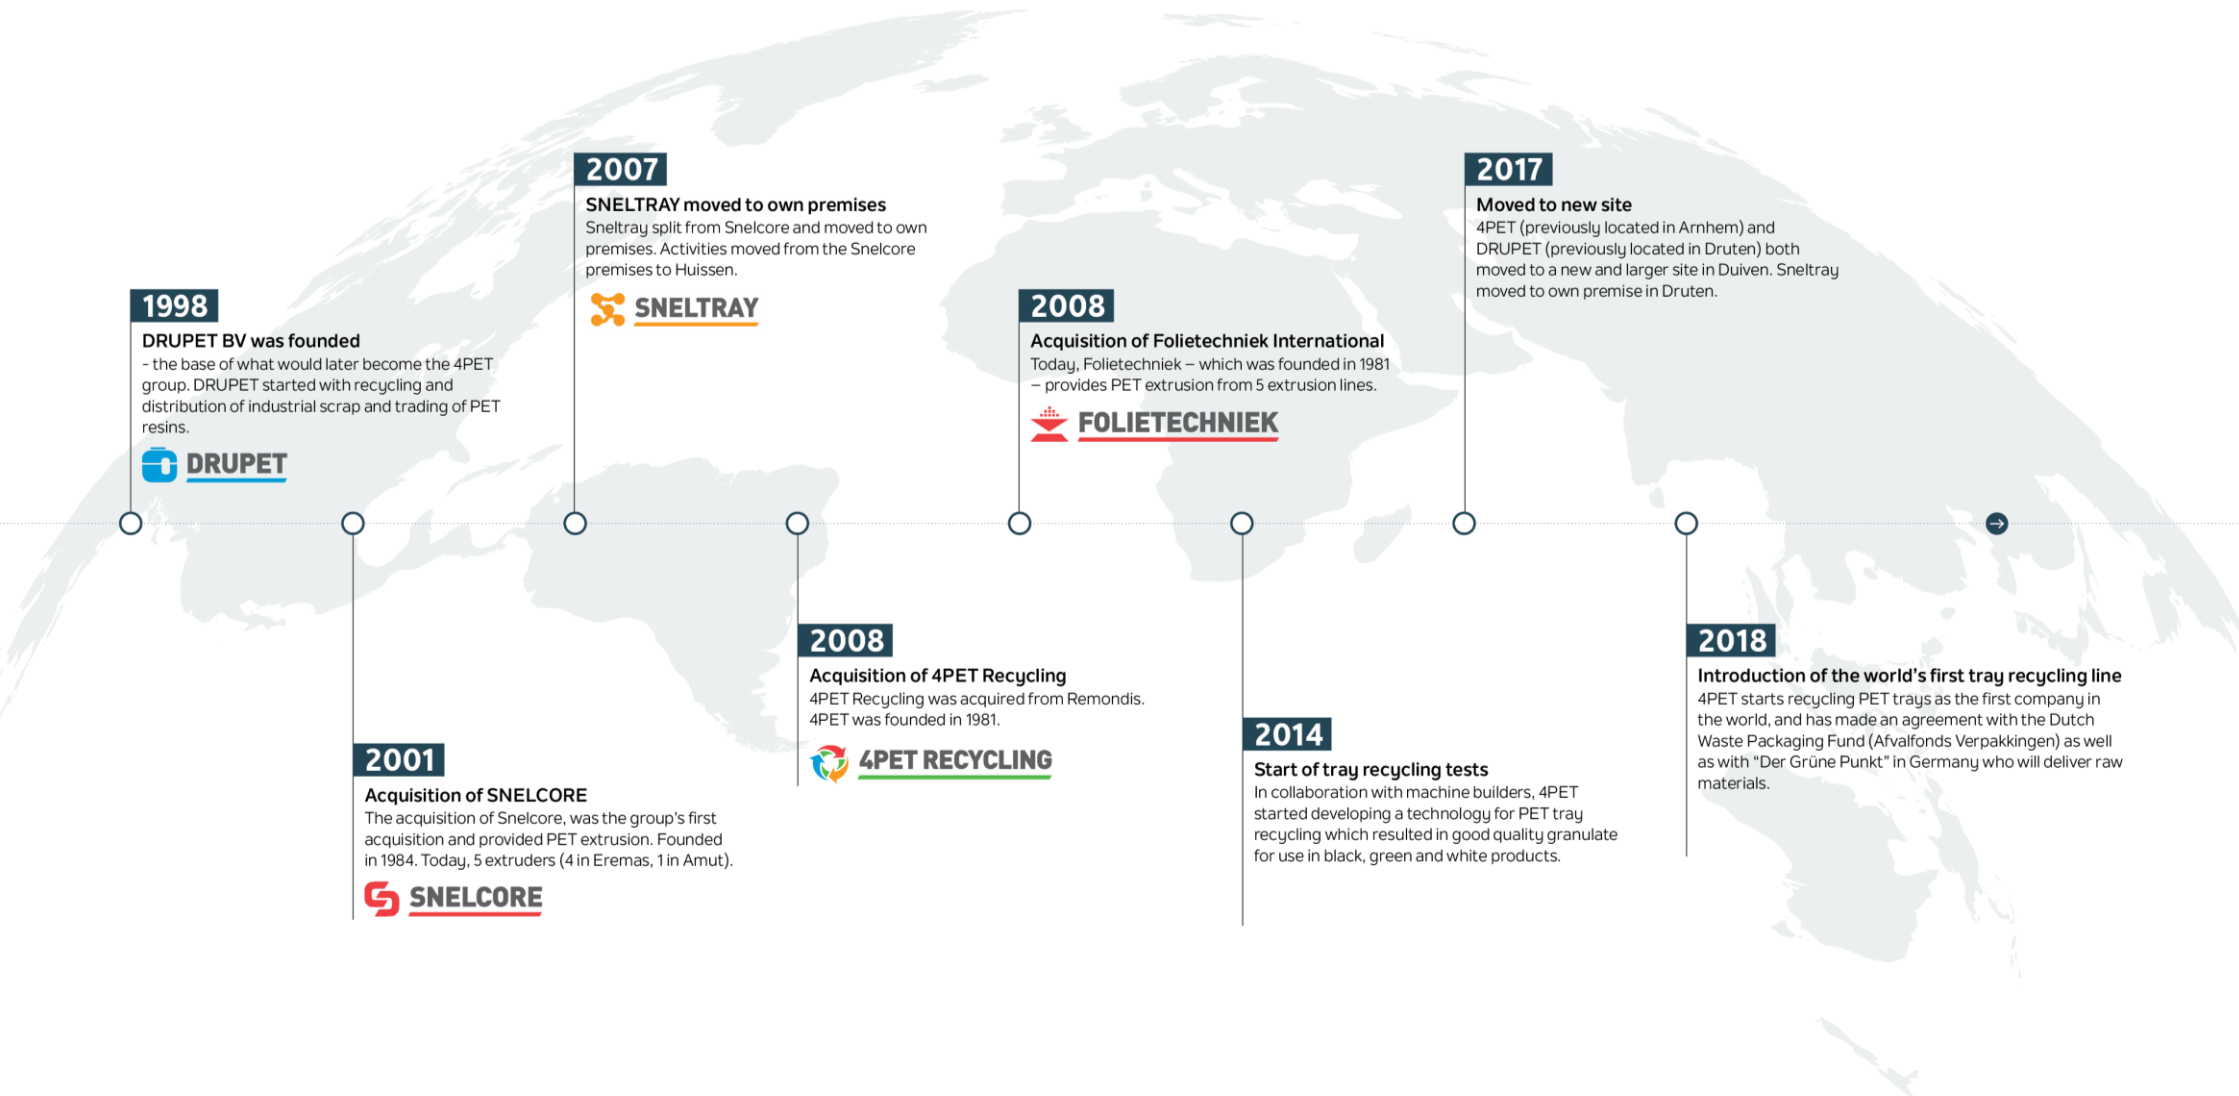 1998
DRUPET BV was founded
- the base of what would later become the 4PET
group. DRUPET started with recycling and
distribution of industrial scrap and trading of PET
resins.
DRUPET
2001
Acquisition of SNELCORE
The acquisition of Snelcore, was the group's first
acquisition and provided PET extrusion. Founded
in 1984. Today, 5 extruders (4 in Eremas, 1 in Amut).
SNELCORE
2007
SNELTRAY moved to own premises
Sneltray split from Snelcore and moved to own
premises. Activities moved from the Snelcore
premises to Huissen.
SNELTRAY
2008
Acquisition of 4PET Recycling
4PET Recycling was acquired from Remondis.
4PET was founded in 1981.
4PET RECYCLING
2008
Acquisition of Folietechniek International
Today, Folietechniek – which was founded in 1981
– provides PET extrusion from 5 extrusion lines.
FOLIETECHNIEK
2014
Start of tray recycling tests
In collaboration with machine builders, 4PET
started developing a technology for PET tray
recycling which resulted in good quality granulate
for use in black, green and white products.
2017
Moved to new site
4PET (previously located in Arnhem) and
DRUPET (previously located in Druten) both
moved to a new and larger site in Duiven. Sneltray
moved to own premise in Druten.
2018
Introduction of the world's first tray recycling line
4PET starts recycling PET trays as the first company in
the world, and has made an agreement with the Dutch
Waste Packaging Fund (Afvalfonds Verpakkingen) as well
as with “Der Grüne Punkt” in Germany who will deliver raw
materials.